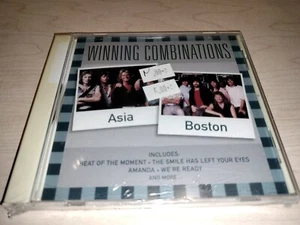 WINNING COMBINATIONS
Asia
Boston
INCLUDES:
HEAT OF THE MOMENT • THE SMILE HAS LEFT YOUR EYES
AMANDA • WE'RE READY
AND MORE